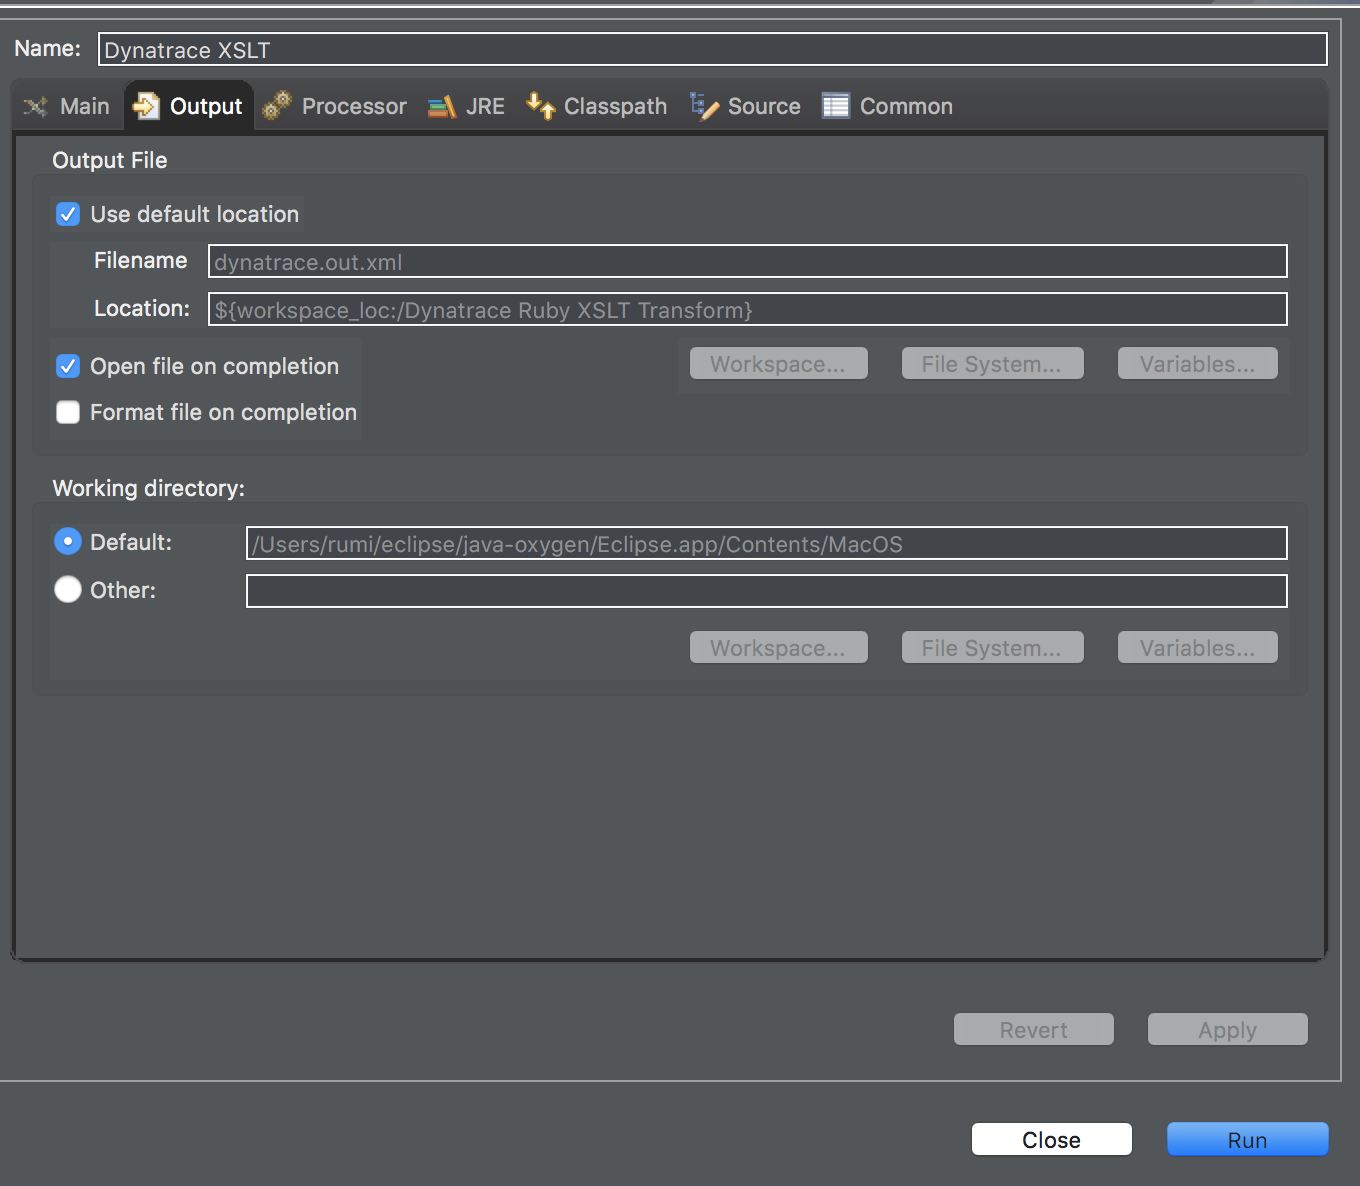 Name: Dynatrace XSLT
Main Output Processor JRE Classpath Source Common
Output File
Use default location
Filename dynatrace.out.xml
Location: ${workspace_loc:/Dynatrace Ruby XSLT Transform}
Open file on completion Workspace... File System... Variables...
Format file on completion
Working directory:
Default: /Users/rumi/eclipse/java-oxygen/Eclipse.app/Contents/MacOS
Other:
Workspace... File System... Variables...
Revert Apply
Close Run